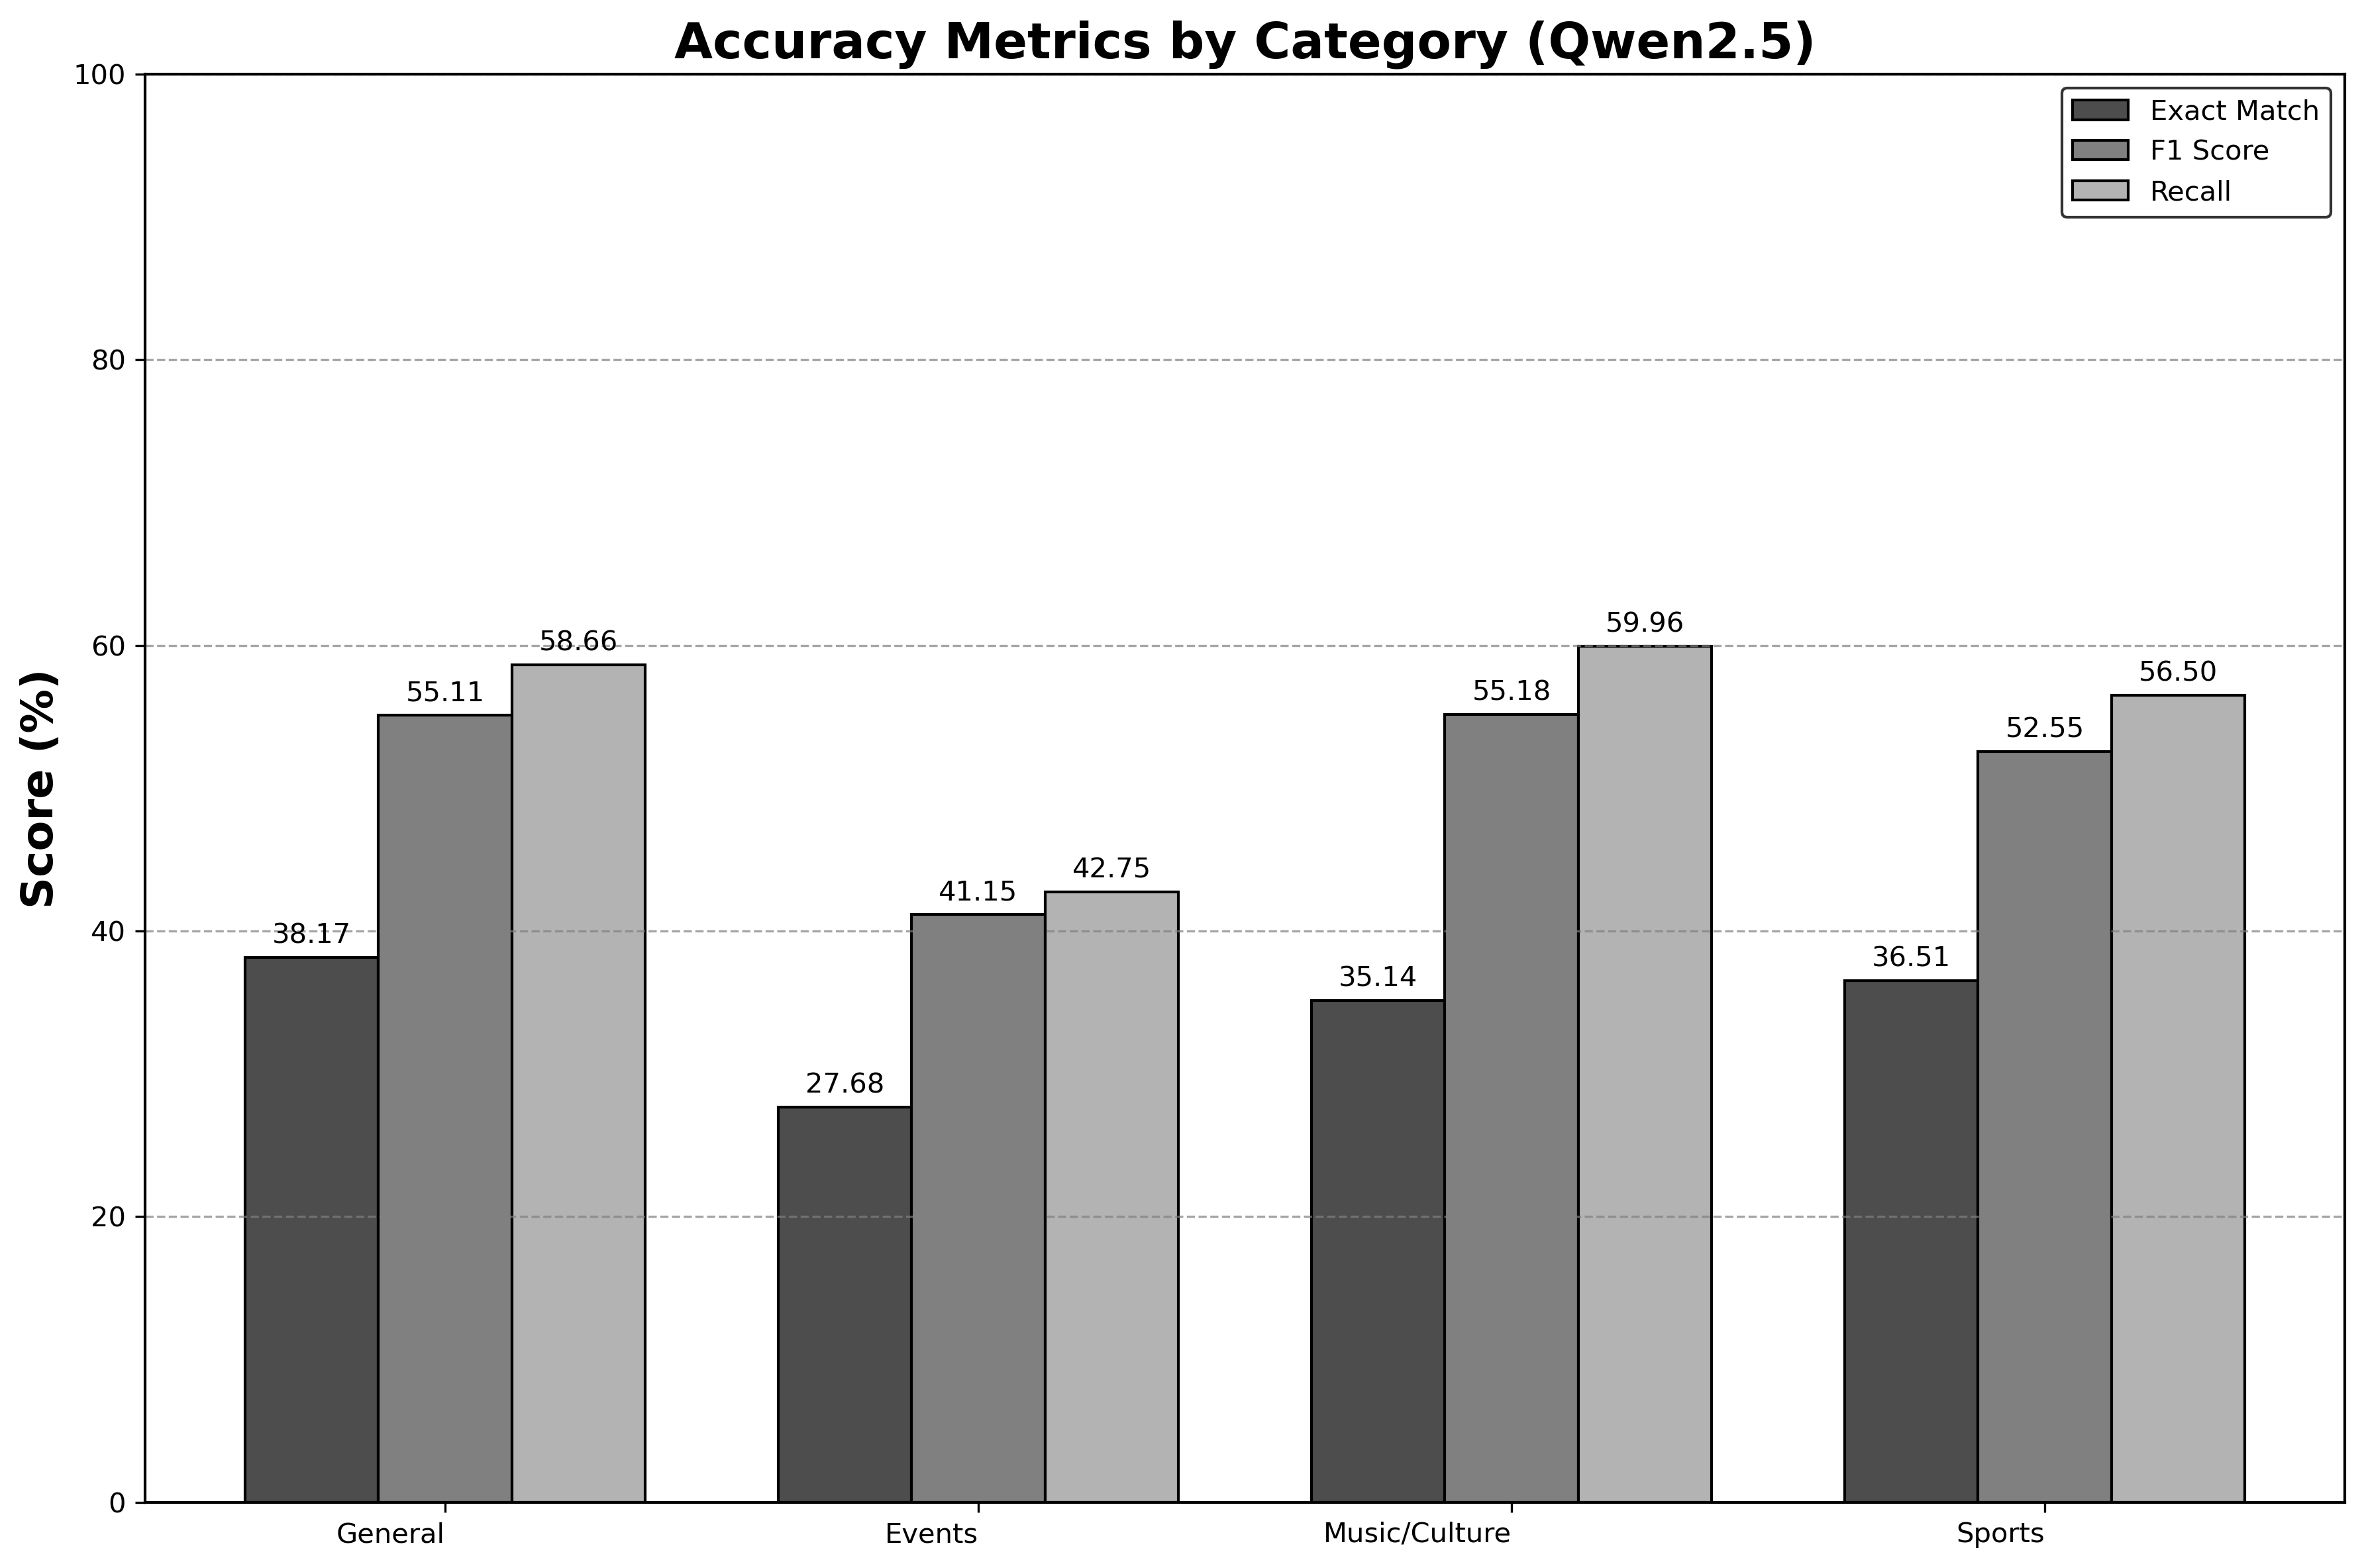 Accuracy Metrics by Category (Qwen2.5)
Exact Match
F1 Score
Recall
Score (%)
100
80
60
40
20
0
38.17
55.11
58.66
27.68
41.15
42.75
35.14
55.18
59.96
36.51
52.55
56.50
General
Events
Music/Culture
Sports